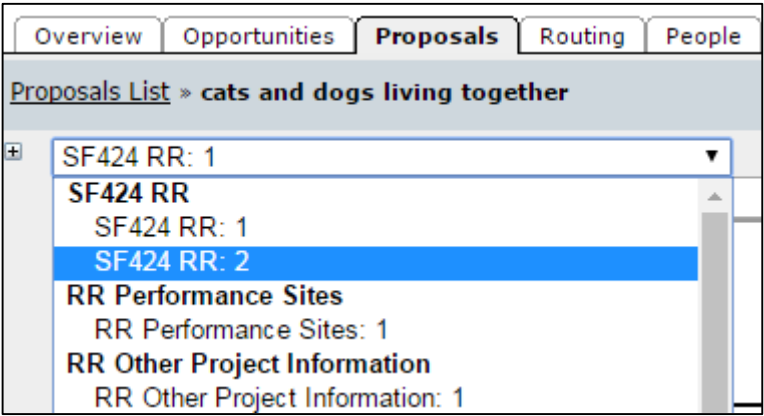 Overview Opportunities Proposals Routing People
Proposals List » cats and dogs living together
SF424 RR: 1
SF424 RR
SF424 RR: 1
SF424 RR: 2
RR Performance Sites
RR Performance Sites: 1
RR Other Project Information
RR Other Project Information: 1